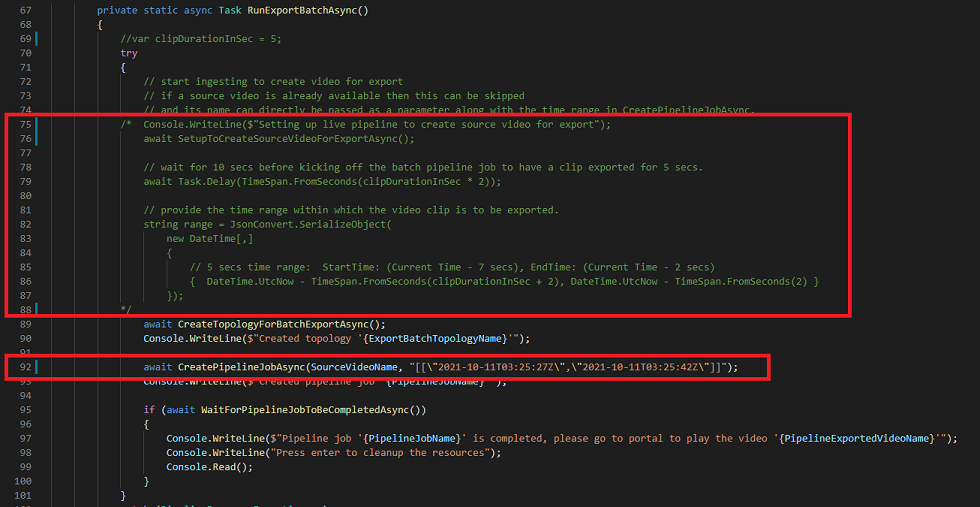 67 private static async Task RunExportBatchAsync()
68 {
69 //var clipDurationInSec = 5;
70 try
71 {
72 // start ingesting to create video for export
73 // if a source video is already available then this can be skipped
74 // and its name can directly be passed as a parameter along with the time range in CreatePipelineJobAsync.
75 /* Console.WriteLine($"Setting up live pipeline to create source video for export");
76 await SetupToCreateSourceVideoForExportAsync();
77
78 // wait for 10 secs before kicking off the batch pipeline job to have a clip exported for 5 secs.
79 await Task.Delay(TimeSpan.FromSeconds(clipDurationInSec * 2));
80
81 // provide the time range within which the video clip is to be exported.
82 string range = JsonConvert.SerializeObject(
83 new DateTime[,]
84 {
85 // 5 secs time range: StartTime: (Current Time - 7 secs), EndTime: (Current Time - 2 secs)
86 { DateTime.UtcNow - TimeSpan.FromSeconds(clipDurationInSec + 2), DateTime.UtcNow - TimeSpan.FromSeconds(2) }
87 });
88 */
89 await CreateTopologyForBatchExportAsync();
90 Console.WriteLine($"Created topology '{ExportBatchTopologyName}'");
91
92 await CreatePipelineJobAsync(SourceVideoName, "[[\"2021-10-11T03:25:27Z\",\"2021-10-11T03:25:42Z\"]]");
93 Console.WriteLine($"Created pipeline job '{PipelineJobName}'");
94
95 if (await WaitForPipelineJobToBeCompletedAsync())
96 {
97 Console.WriteLine($"Pipeline job '{PipelineJobName}' is completed, please go to portal to play the video '{PipelineExportedVideoName}'");
98 Console.WriteLine("Press enter to cleanup the resources");
99 Console.Read();
100 }
101 }